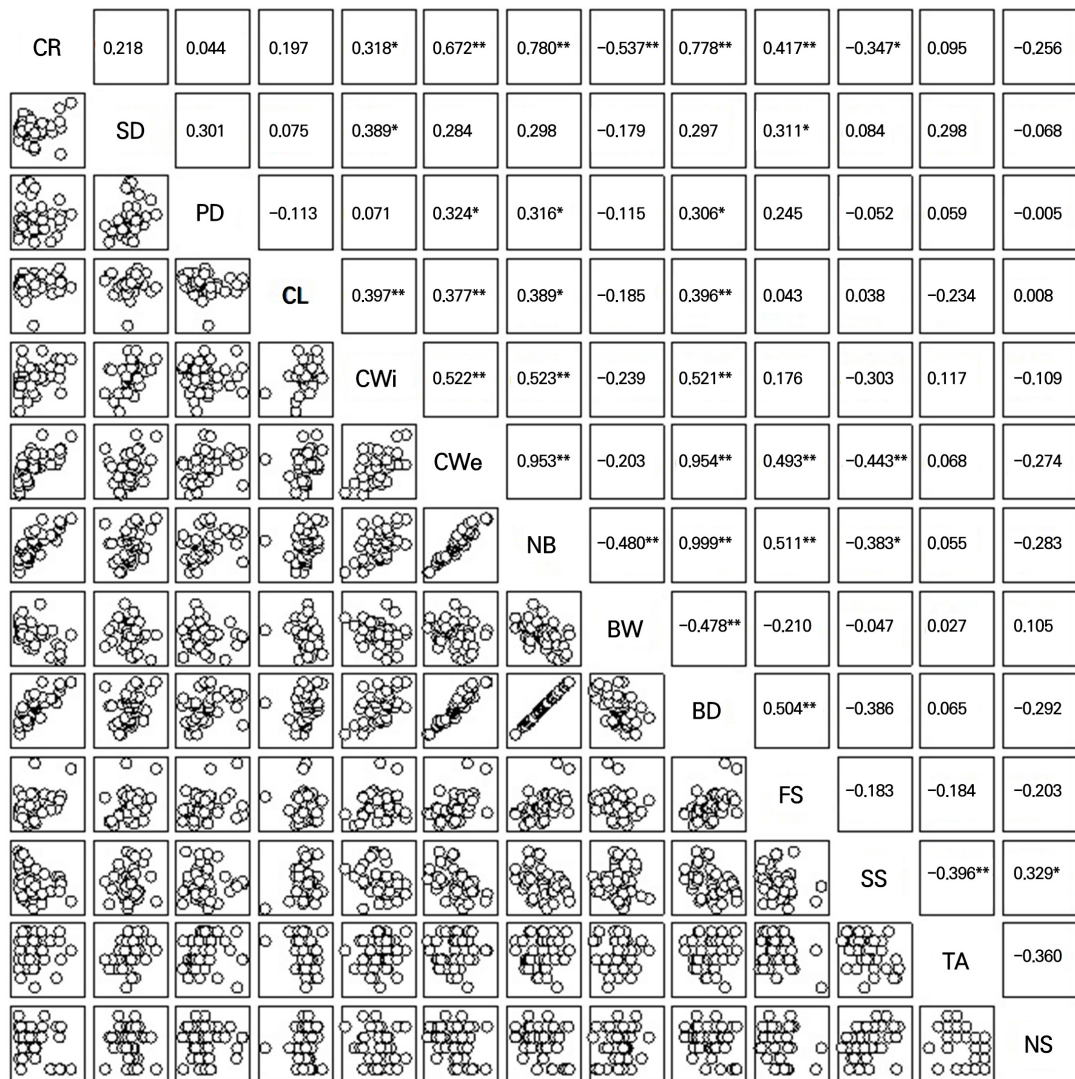 CR 0.218 0.044 0.197 0.318* 0.672** 0.780** −0.537** 0.778** 0.417** −0.347* 0.095 −0.256
SD 0.301 0.075 0.389* 0.284 0.298 −0.179 0.297 0.311* 0.084 0.298 −0.068
PD −0.113 0.071 0.324* 0.316* −0.115 0.306* 0.245 −0.052 0.059 −0.005
CL 0.397** 0.377** 0.389* −0.185 0.396** 0.043 0.038 −0.234 0.008
CWi 0.522** 0.523** −0.239 0.521** 0.176 −0.303 0.117 −0.109
CWe 0.953** −0.203 0.954** 0.493** −0.443** 0.068 −0.274
NB −0.480** 0.999** 0.511** −0.383* 0.055 −0.283
BW −0.478** −0.210 −0.047 0.027 0.105
BD 0.504** −0.386 0.065 −0.292
FS −0.183 −0.184 −0.203
SS −0.396** 0.329*
TA −0.360
NS